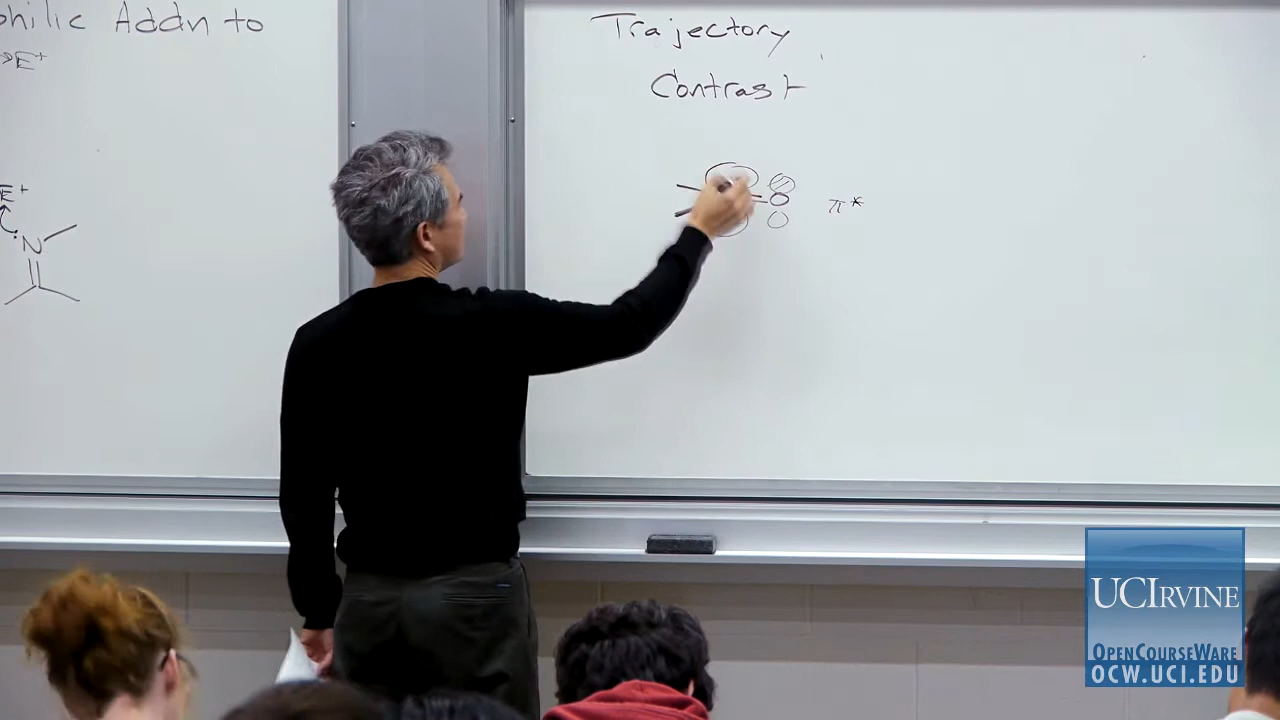 philic Addn to
→E⁺
E⁺
N
Trajectory
Contrast
O
π*
UCIRVINE
OPENCOURSEWARE
OCW.UCI.EDU